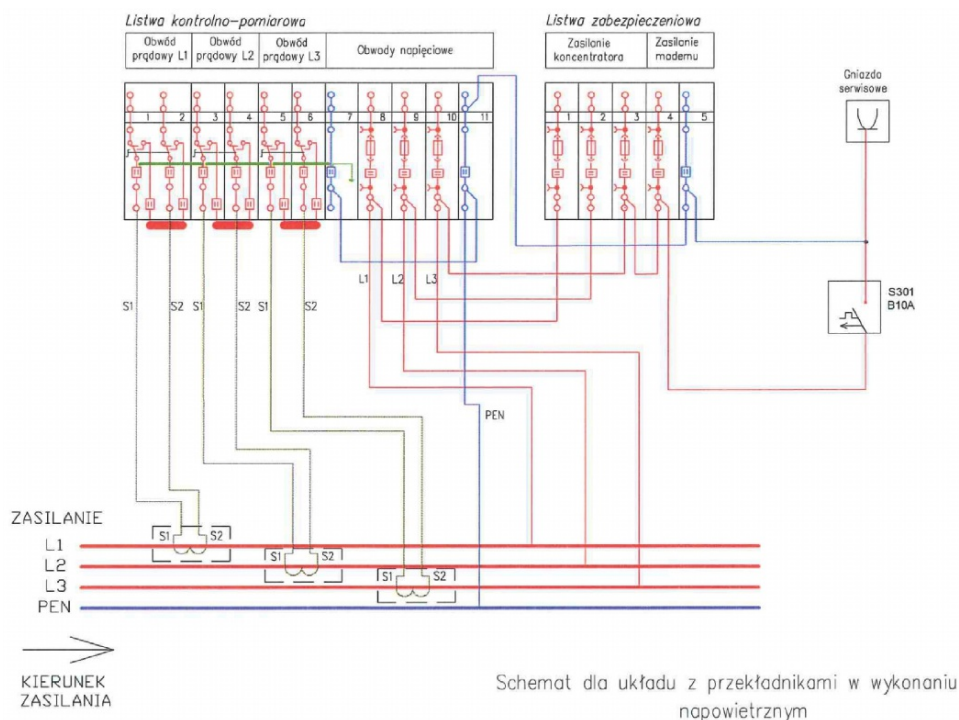 Listwa kontrolno-pomiarowa
Listwa zabezpieczeniowa
Obwód prądowy L1
Obwód prądowy L2
Obwód prądowy L3
Obwody napięciowe
Zasilanie koncentratora
Zasilanie modemu
Gniazdo
serwisowe
1 2 3 4 5 6 7 8 9 10 11
1 2 3 4 5
L1 L2 L3
S1 S2 S1 S2 S1 S2
S301
B10A
PEN
ZASILANIE
S1 S2
L1
S1 S2
L2
S1 S2
L3
PEN
KIERUNEK
ZASILANIA
Schemat dla układu z przekładnikami w wykonaniu
napowietrznym